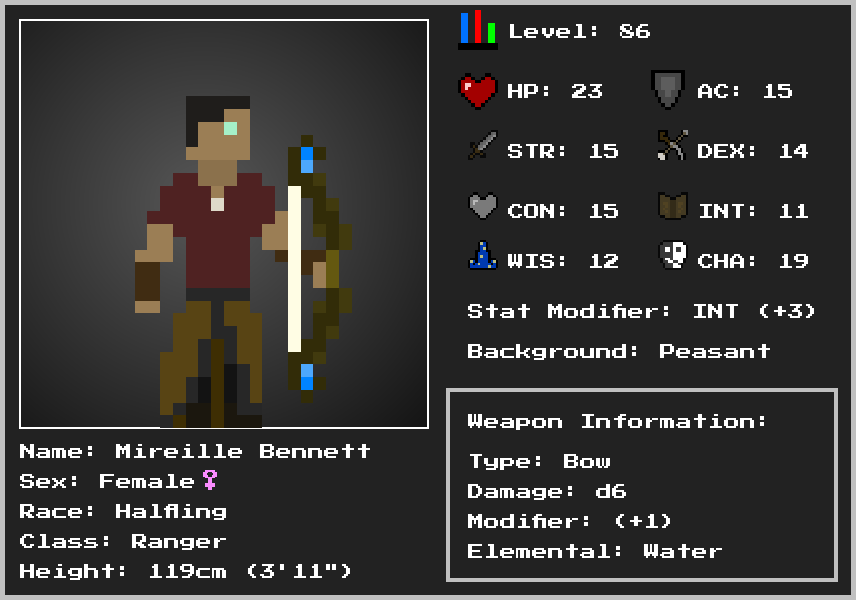 Level: 86
HP: 23
AC: 15
STR: 15
DEX: 14
CON: 15
INT: 11
WIS: 12
CHA: 19
Stat Modifier: INT (+3)
Background: Peasant
Name: Mireille Bennett
Sex: Female♀
Race: Halfling
Class: Ranger
Height: 119cm (3'11")
Weapon Information:
Type: Bow
Damage: d6
Modifier: (+1)
Elemental: Water